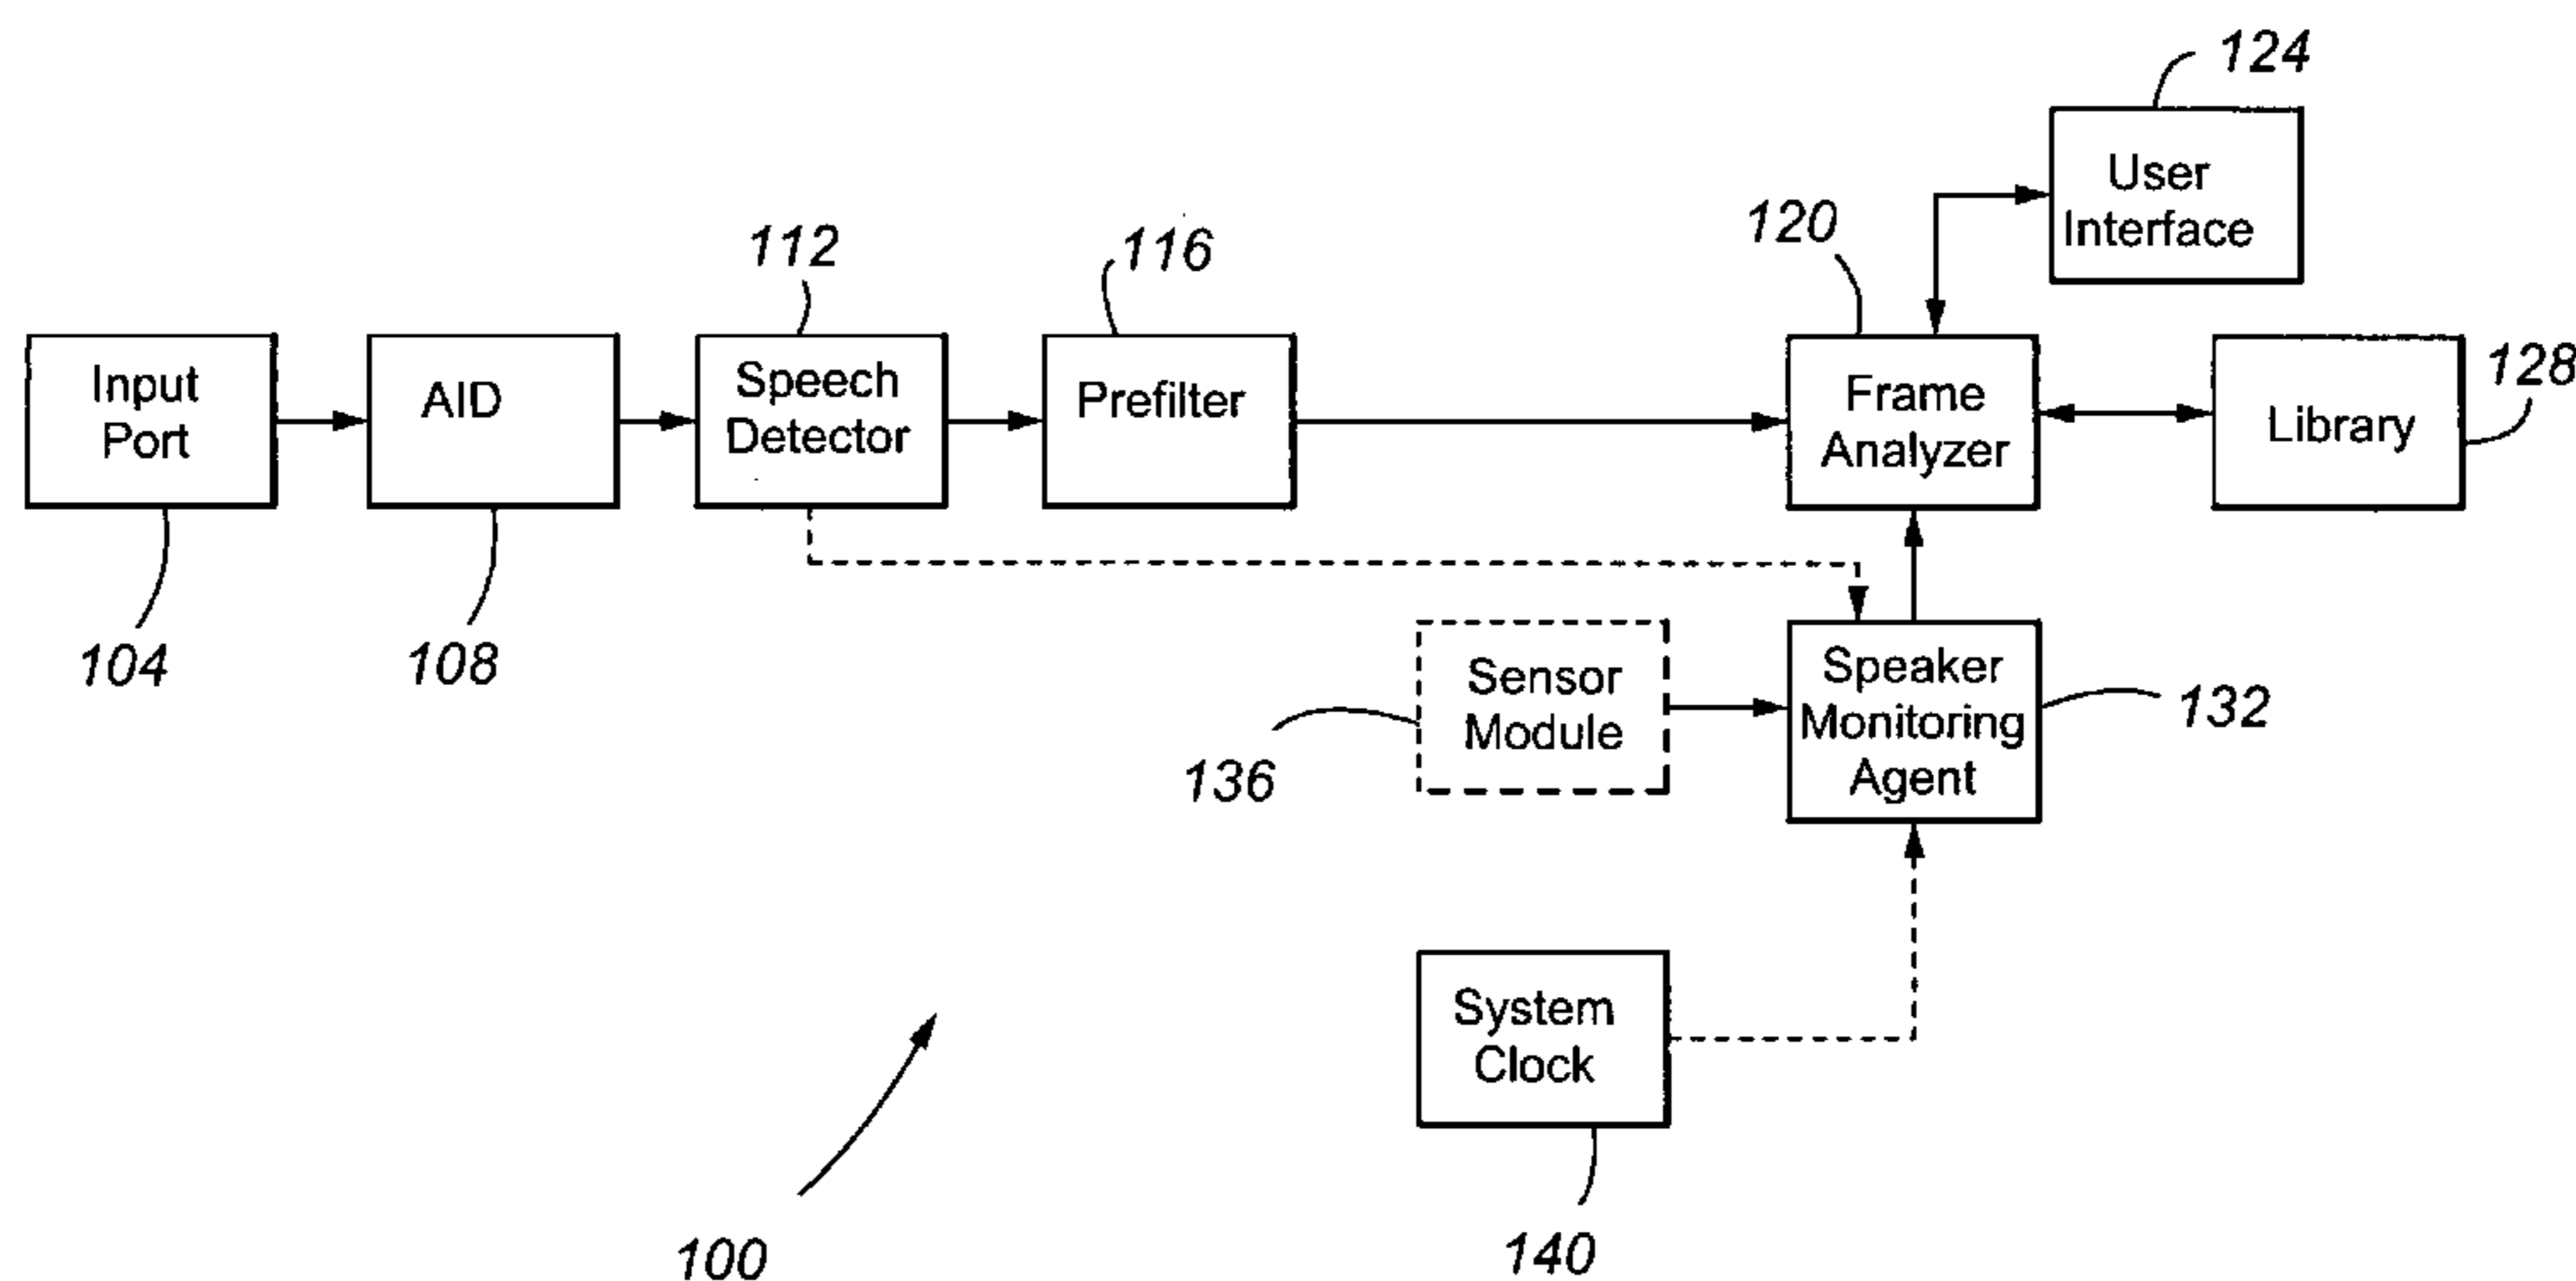 124
User
Interface
120
112
116
128
Input
Port
AID
Speech
Detector
Prefilter
Frame
Analyzer
Library
104
108
Sensor
Module
136
Speaker
Monitoring
Agent
132
System
Clock
140
100